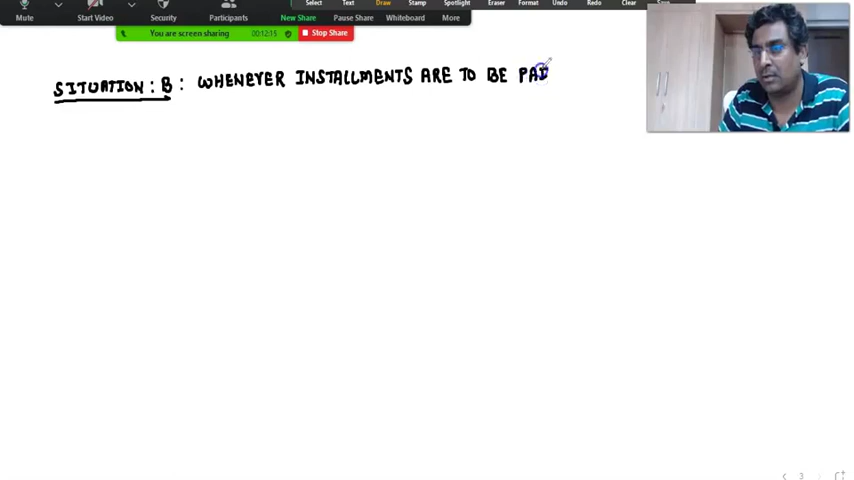 Select Text Draw Stamp Spotlight Eraser Format Undo Redo Clear Save
Mute Start Video Security Participants New Share Pause Share Whiteboard More
You are screen sharing 00:12:15 Stop Share
SITUATION : B : WHENEVER INSTALLMENTS ARE TO BE PAI
3